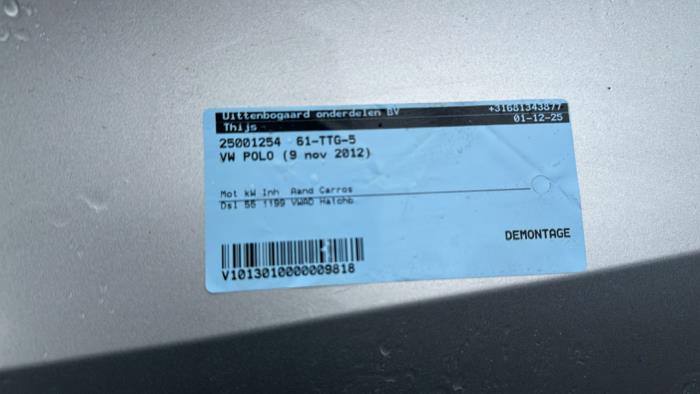 Uittenbogaard onderdelen BV +31681343877
Thijs 01-12-25
25001254 61-TTG-5
VW POLO (9 nov 2012)
Mot kW Inh Aand Carros
Dsl 55 1199 VWAD Hatchb
DEMONTAGE
V1013010000009818